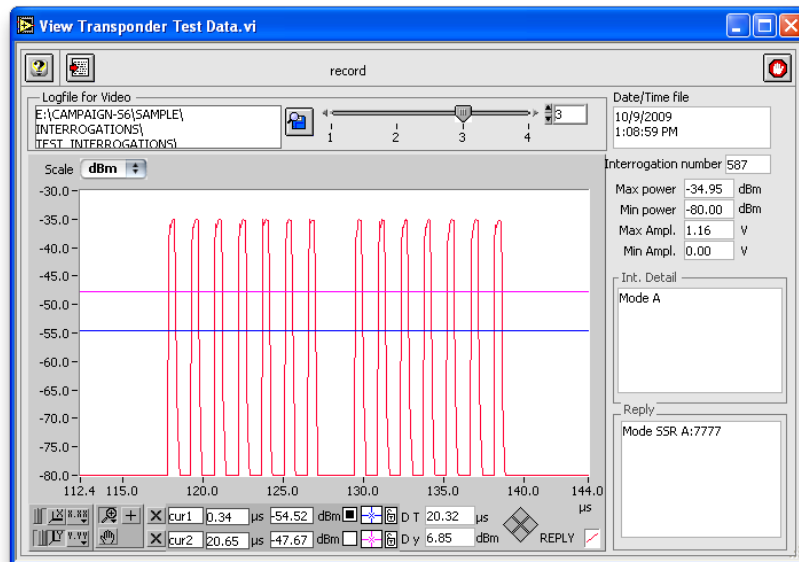 View Transponder Test Data.vi
record
Logfile for Video
E:\CAMPAIGN-S6\SAMPLE\
INTERROGATIONS\
TEST INTERROGATIONS\
1 2 3 4
3
Date/Time file
10/9/2009
1:08:59 PM
Scale dBm
Interrogation number 587
Max power -34.95 dBm
Min power -80.00 dBm
Max Ampl. 1.16 V
Min Ampl. 0.00 V
Int. Detail
Mode A
Reply
Mode SSR A:7777
-30.0
-35.0
-40.0
-45.0
-50.0
-55.0
-60.0
-65.0
-70.0
-75.0
-80.0
112.4 115.0 120.0 125.0 130.0 135.0 140.0 144.0
µs
X X.XX
cur1 0.34 µs -54.52 dBm D T 20.32 µs
Y Y.YY
cur2 20.65 µs -47.67 dBm D y 6.85 dBm REPLY